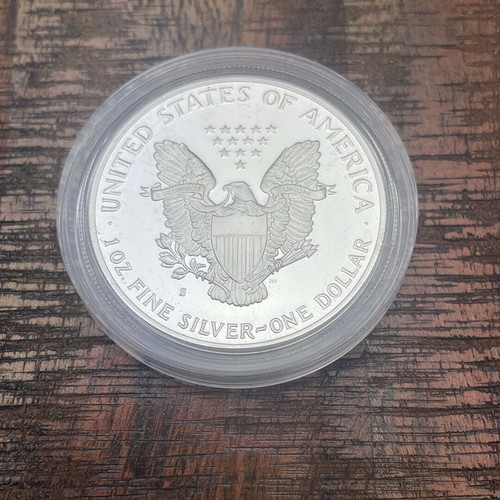 UNITED STATES OF AMERICA
1 OZ. FINE SILVER~ONE DOLLAR
S